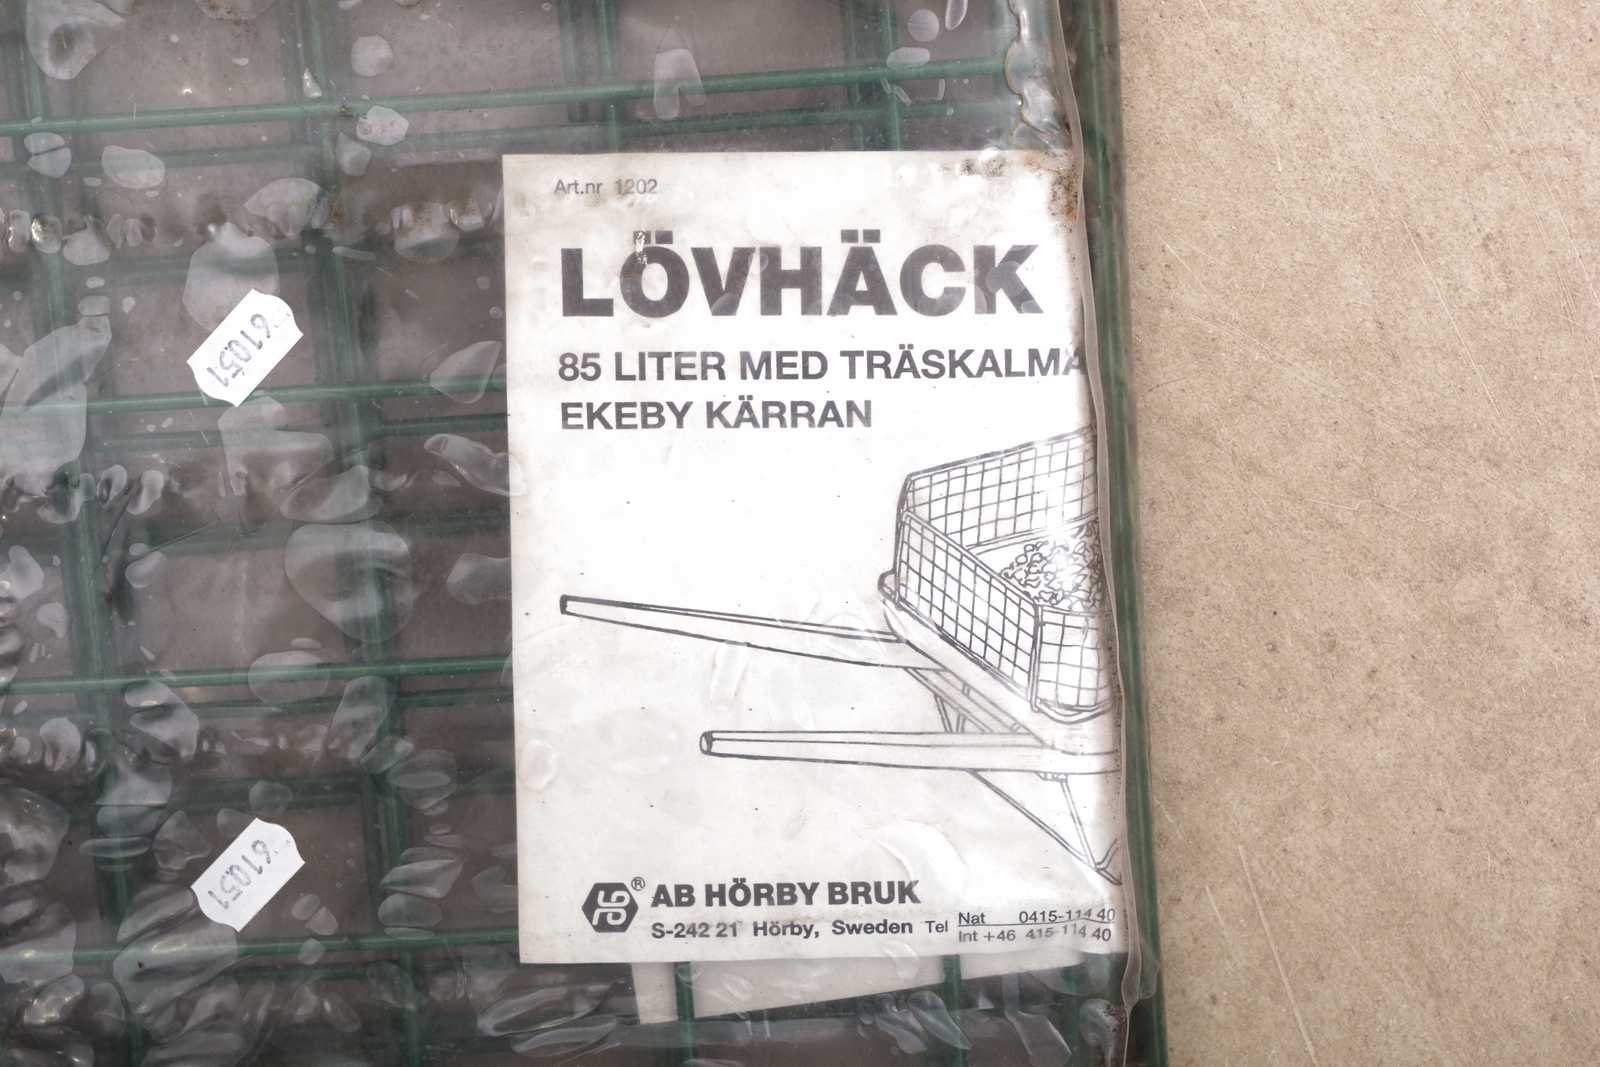 Art.nr 1202
LÖVHÄCK
85 LITER MED TRÄSKALMA
EKEBY KÄRRAN
AB HÖRBY BRUK
S-242 21 Hörby, Sweden Tel Nat 0415-114 40
Int +46 415-114 40
61051
61051